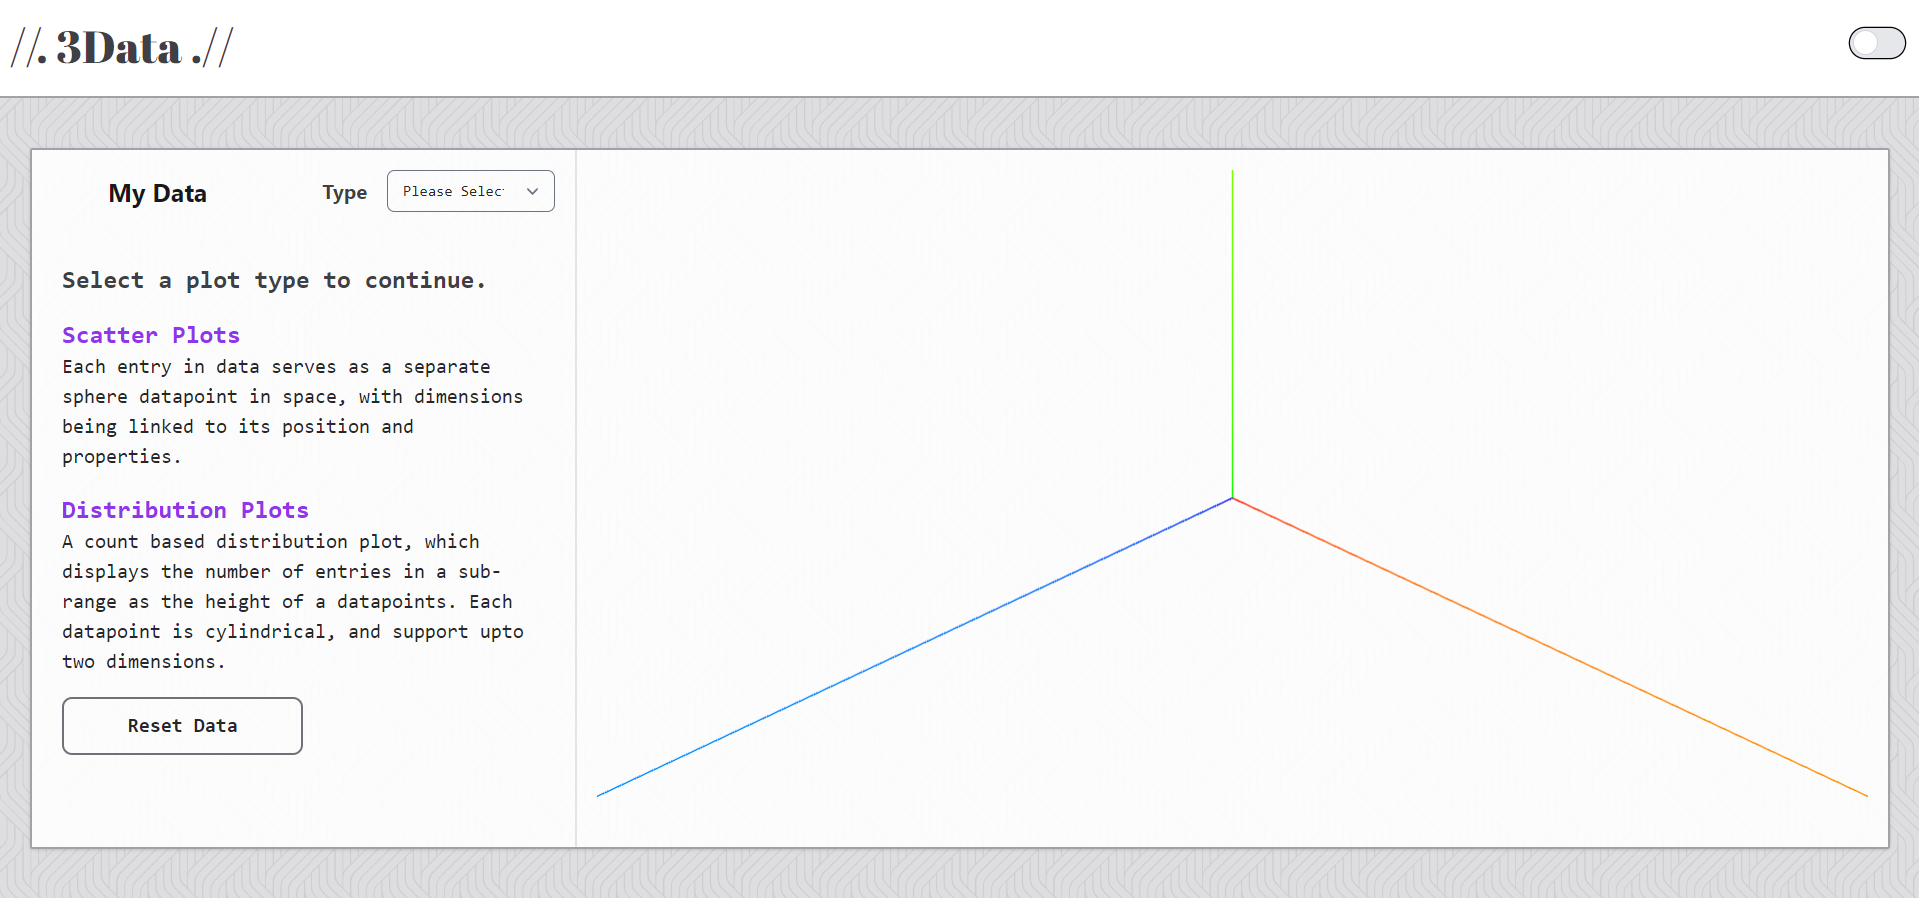 //. 3Data .//
My Data
Type
Please Selec
Select a plot type to continue.
Scatter Plots
Each entry in data serves as a separate
sphere datapoint in space, with dimensions
being linked to its position and
properties.
Distribution Plots
A count based distribution plot, which
displays the number of entries in a sub-
range as the height of a datapoints. Each
datapoint is cylindrical, and support upto
two dimensions.
Reset Data